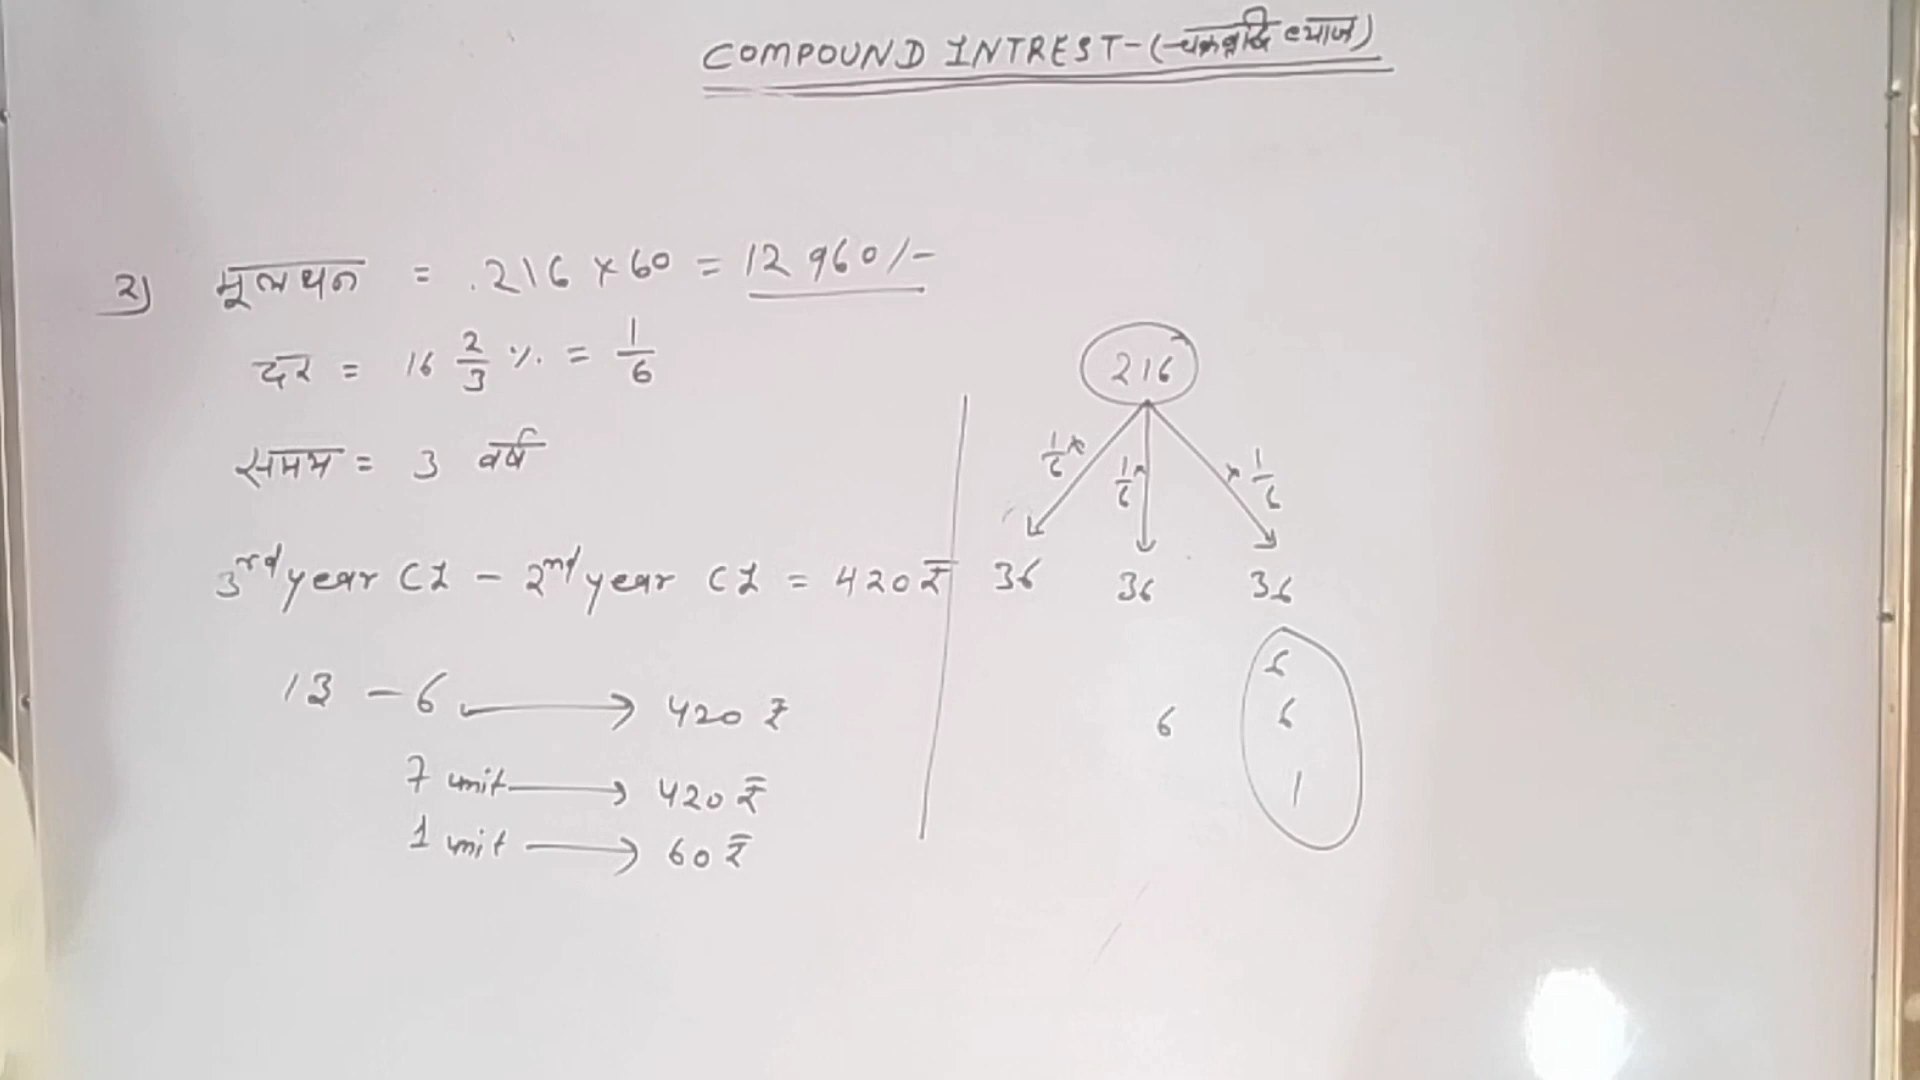 COMPOUND INTREST-(चक्रवृद्धि ब्याज)
२) मूलधन = .216 × 60 = 12960/-
दर = 16 2/3 % = 1/6
समय = 3 वर्ष
3rd year CI - 2nd year CI = 420 ₹
13 - 6 → 420 ₹
7 unit → 420 ₹
1 unit → 60 ₹
216
1/6 × 1/6 × × 1/6
36 36 36
6
6 6
1